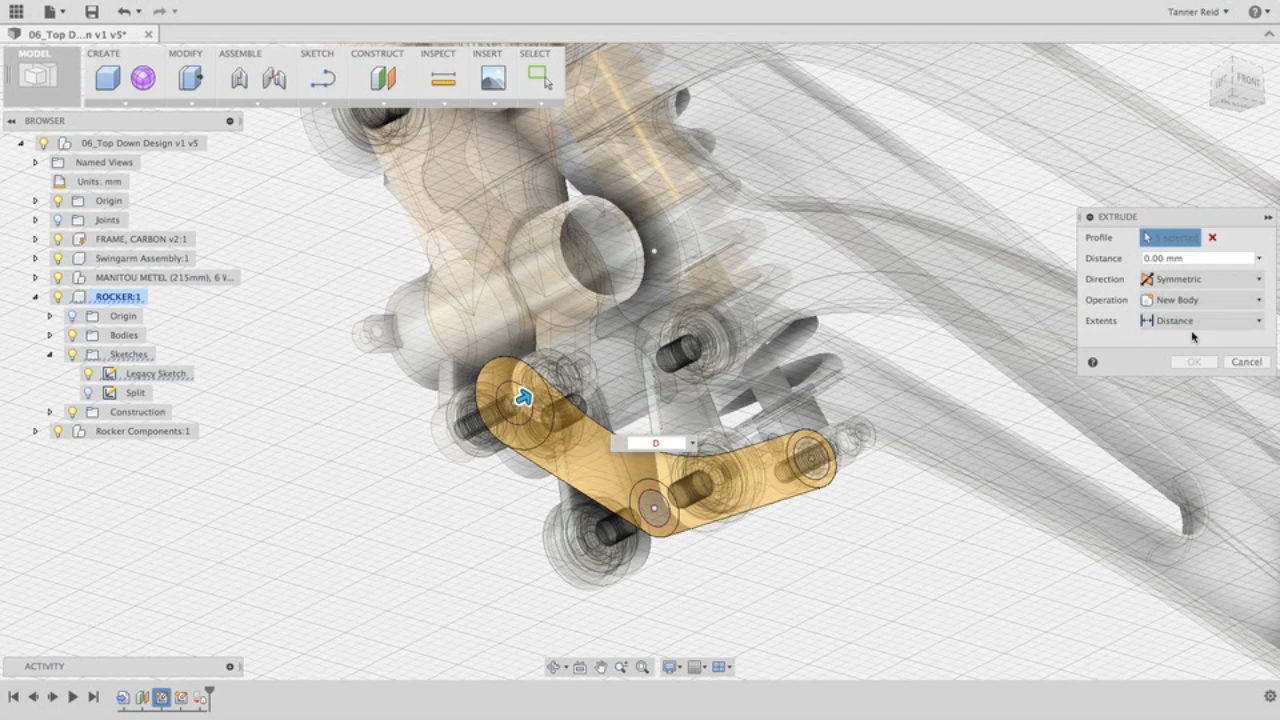 Tanner Reid
06_Top D...n v1 v5*
MODEL
CREATE
MODIFY
ASSEMBLE
SKETCH
CONSTRUCT
INSPECT
INSERT
SELECT
BROWSER
06_Top Down Design v1 v5
Named Views
Units: mm
Origin
Joints
FRAME, CARBON v2:1
Swingarm Assembly:1
MANITOU METEL (215mm), 6 V...
ROCKER:1
Origin
Bodies
Sketches
Legacy Sketch
Split
Construction
Rocker Components:1
FRONT
EXTRUDE
Profile 5 selected
Distance 0.00 mm
Direction Symmetric
Operation New Body
Extents Distance
OK Cancel
D
ACTIVITY